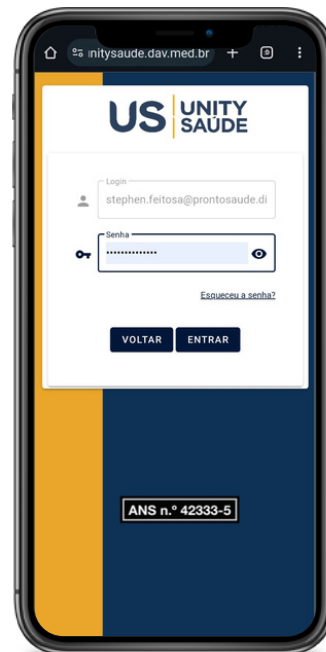 unitysaude.dav.med.br
US UNITY SAÚDE
Login
stephen.feitosa@prontosaude.di
Senha
Esqueceu a senha?
VOLTAR ENTRAR
ANS n.º 42333-5